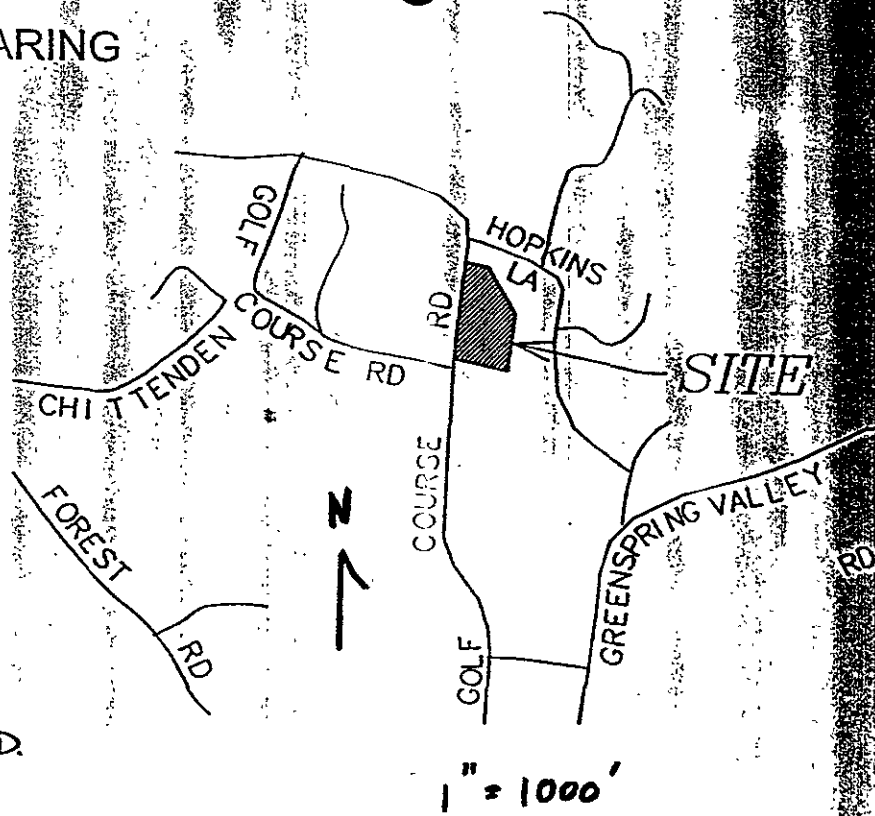 ARING
GOLF
COURSE RD
HOPKINS
LA
RD
COURSE
GOLF
SITE
CHITTENDEN
FOREST
RD
N
GREENSPRING VALLEY
RD
D.
1" = 1000'